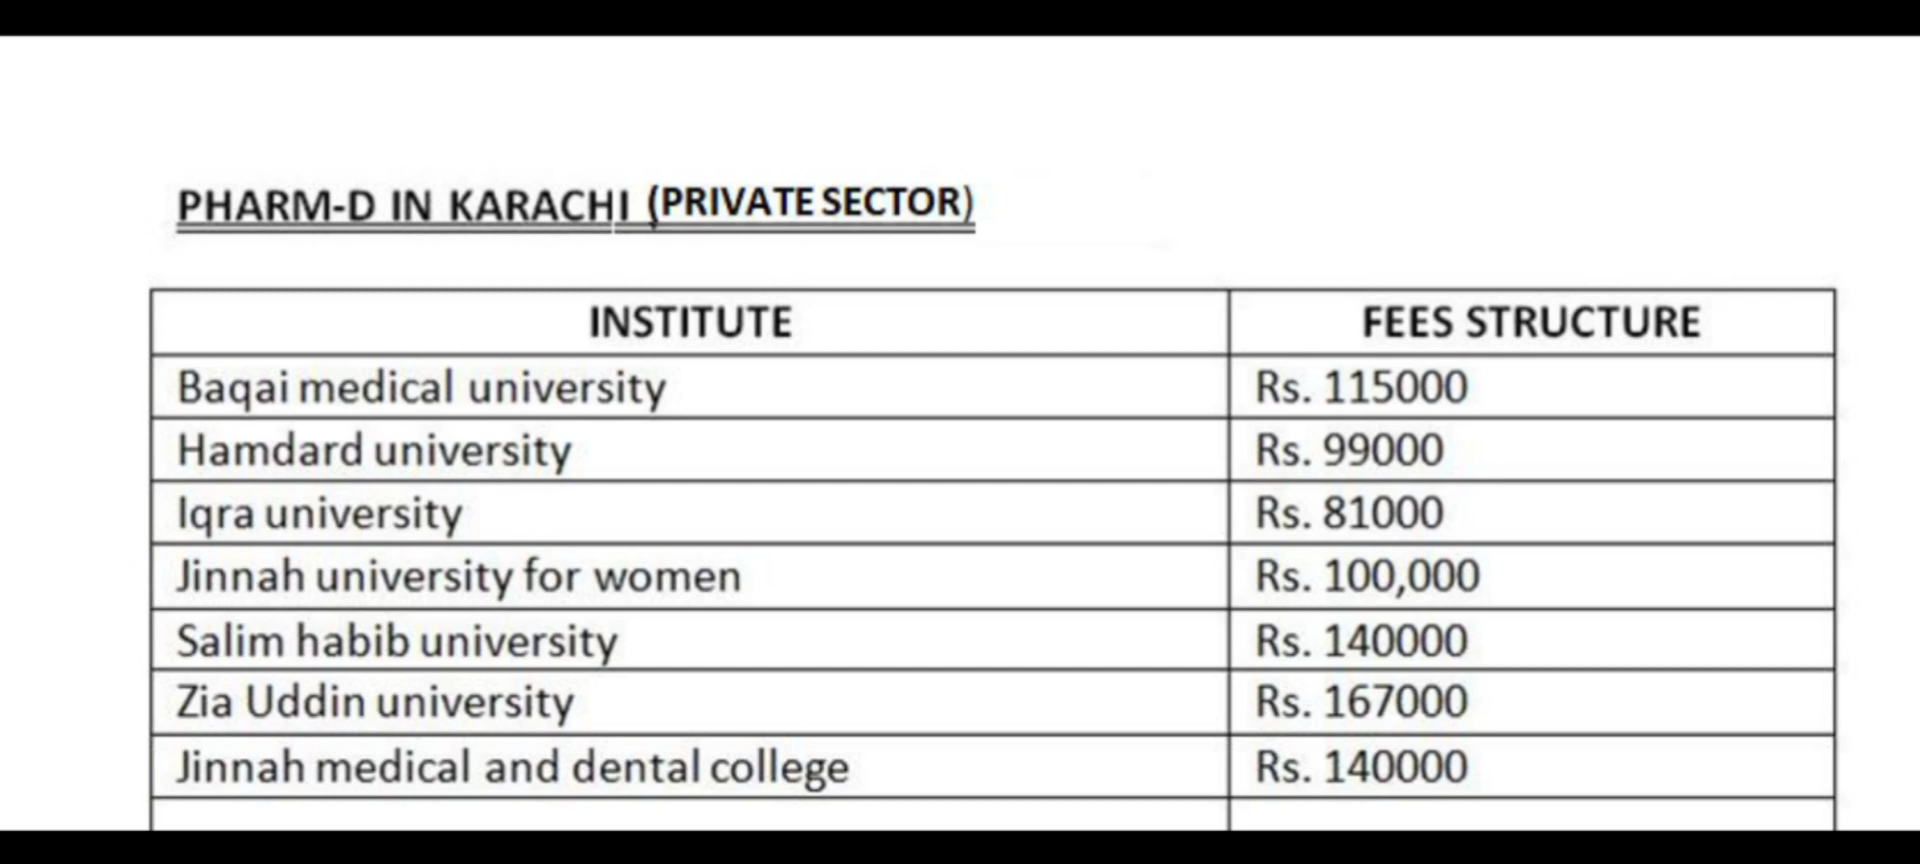 PHARM-D IN KARACHI (PRIVATE SECTOR)
INSTITUTE FEES STRUCTURE
Baqai medical university Rs. 115000
Hamdard university Rs. 99000
Iqra university Rs. 81000
Jinnah university for women Rs. 100,000
Salim habib university Rs. 140000
Zia Uddin university Rs. 167000
Jinnah medical and dental college Rs. 140000